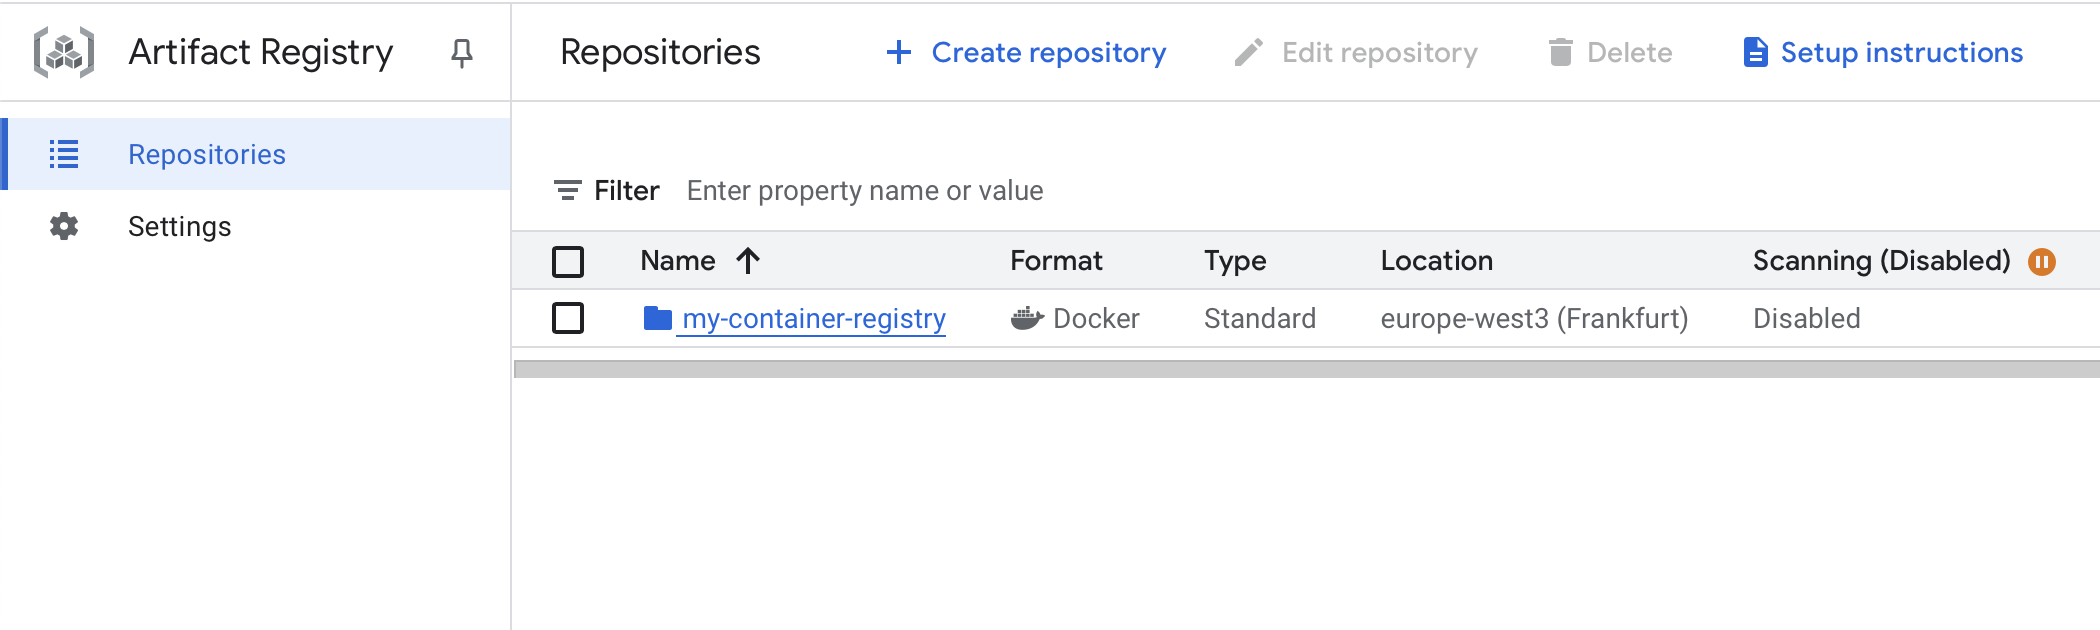 Artifact Registry
Repositories
Settings
Repositories
Create repository
Edit repository
Delete
Setup instructions
Filter Enter property name or value
Name Format Type Location Scanning (Disabled)
my-container-registry Docker Standard europe-west3 (Frankfurt) Disabled